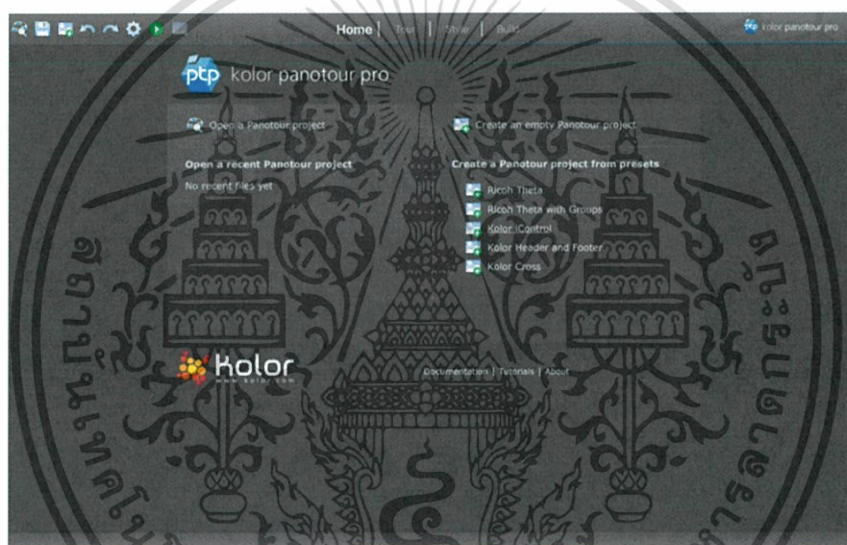 Home | Tour | Style | Build
kolor panotour pro
ptp kolor panotour pro
Open a Panotour project
Create an empty Panotour project
Open a recent Panotour project
No recent files yet
Create a Panotour project from presets
Ricoh Theta
Ricoh Theta with Groups
Kolor iControl
Kolor Header and Footer
Kolor Cross
kolor
www.kolor.com
Documentation | Tutorials | About